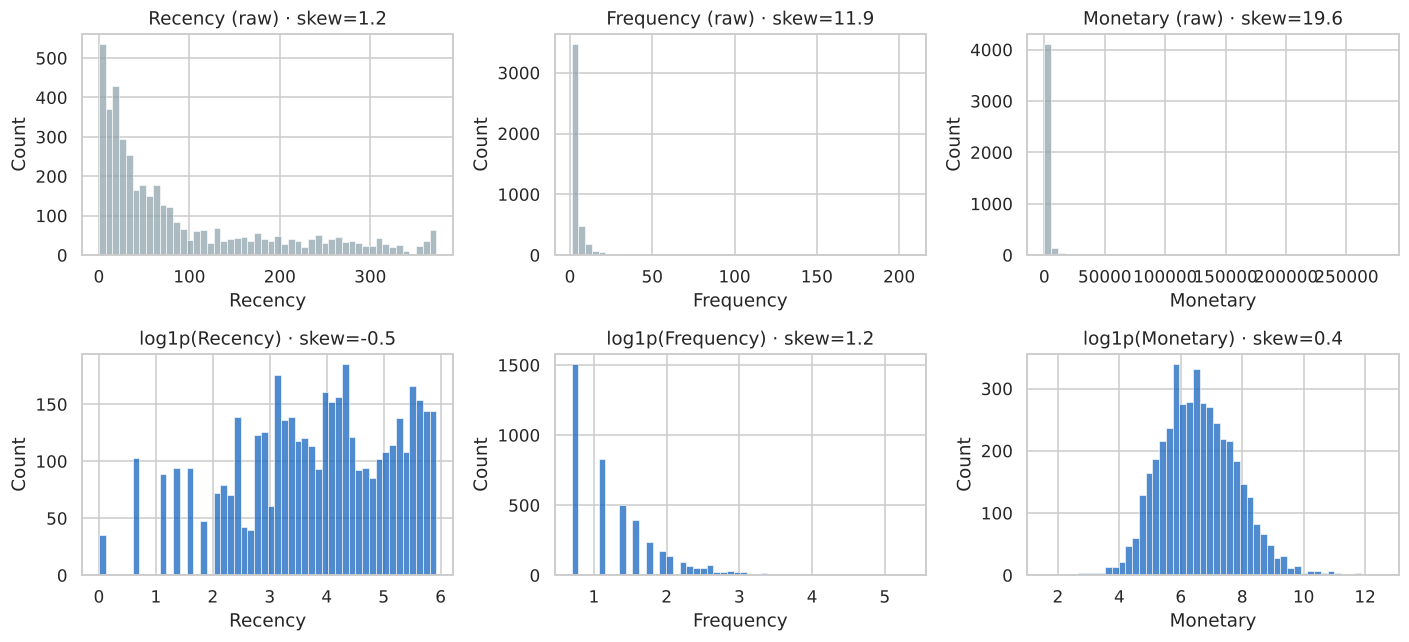 Recency (raw) · skew=1.2
Count
500
400
300
200
100
0
0 100 200 300
Recency
Frequency (raw) · skew=11.9
Count
3000
2000
1000
0
0 50 100 150 200
Frequency
Monetary (raw) · skew=19.6
Count
4000
3000
2000
1000
0
0 50000 100000 150000 200000 250000
Monetary
log1p(Recency) · skew=-0.5
Count
150
100
50
0
0 1 2 3 4 5 6
Recency
log1p(Frequency) · skew=1.2
Count
1500
1000
500
0
1 2 3 4 5
Frequency
log1p(Monetary) · skew=0.4
Count
300
200
100
0
2 4 6 8 10 12
Monetary